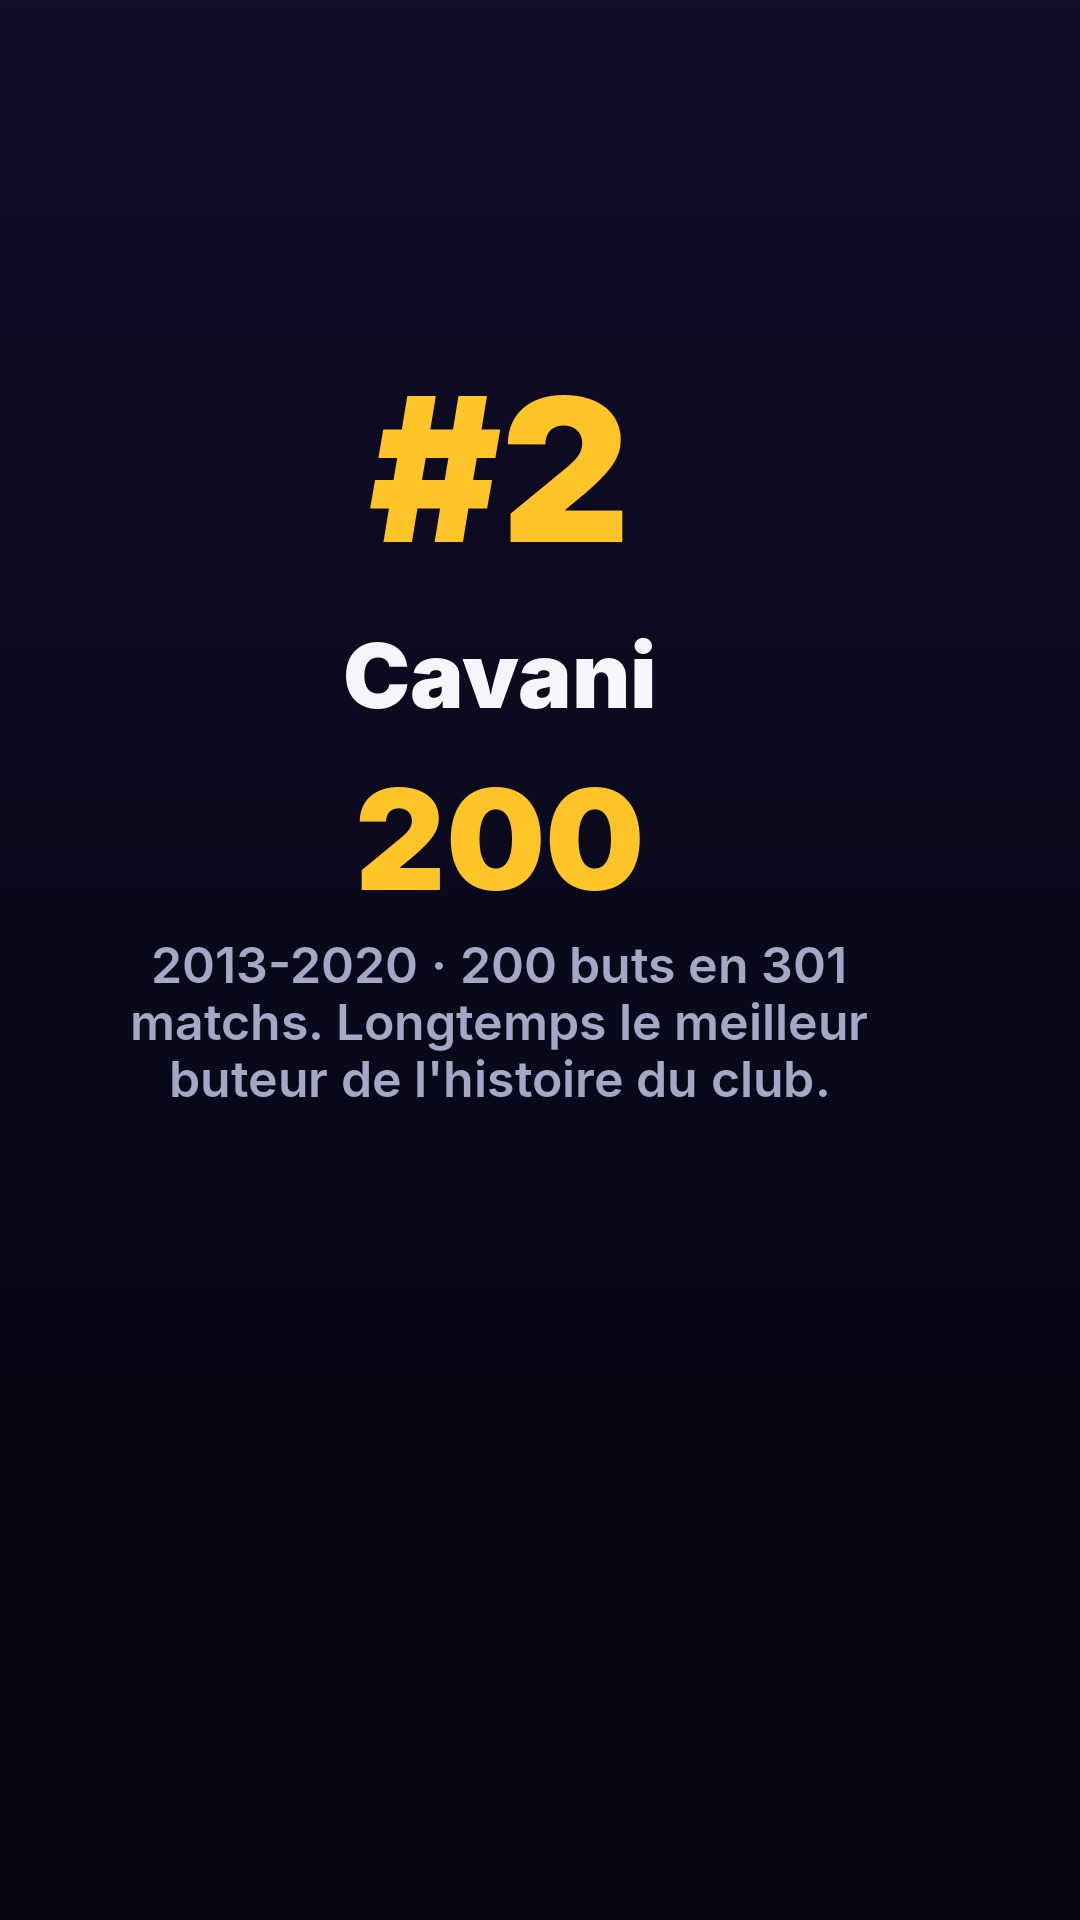 #2
Cavani
200
2013-2020 · 200 buts en 301
matchs. Longtemps le meilleur
buteur de l'histoire du club.